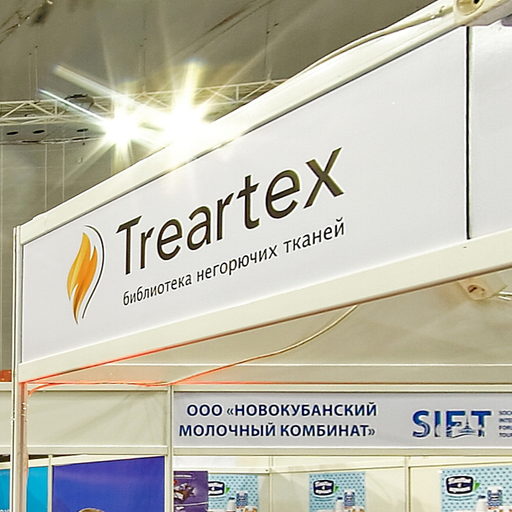 Treartex
библиотека негорючих тканей
ООО «НОВОКУБАНСКИЙ
МОЛОЧНЫЙ КОМБИНАТ»
SIFT